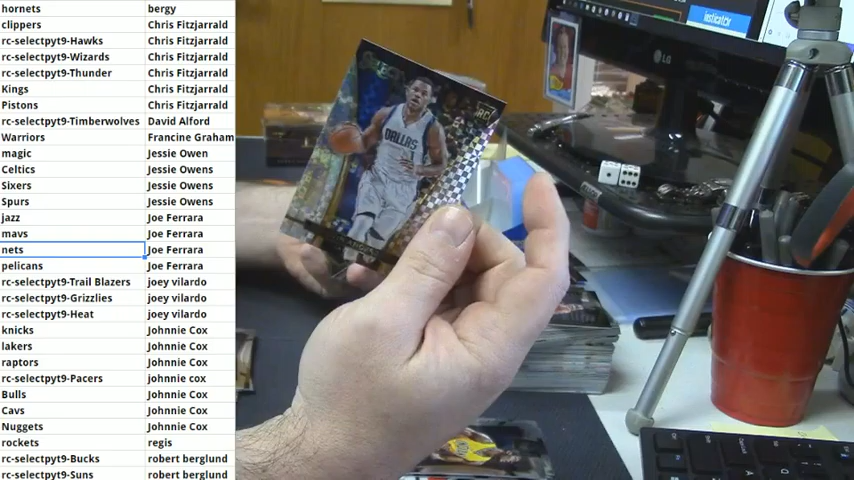 hornets bergy
clippers Chris Fitzjarrald
rc-selectpyt9-Hawks Chris Fitzjarrald
rc-selectpyt9-Wizards Chris Fitzjarrald
rc-selectpyt9-Thunder Chris Fitzjarrald
Kings Chris Fitzjarrald
Pistons Chris Fitzjarrald
rc-selectpyt9-Timberwolves David Alford
Warriors Francine Graham
magic Jessie Owen
Celtics Jessie Owens
Sixers Jessie Owens
Spurs Jessie Owens
jazz Joe Ferrara
mavs Joe Ferrara
nets Joe Ferrara
pelicans Joe Ferrara
rc-selectpyt9-Trail Blazers joey vilardo
rc-selectpyt9-Grizzlies joey vilardo
rc-selectpyt9-Heat joey vilardo
knicks Johnnie Cox
lakers Johnnie Cox
raptors Johnnie Cox
rc-selectpyt9-Pacers johnnie cox
Bulls Johnnie Cox
Cavs Johnnie Cox
Nuggets Johnnie Cox
rockets regis
rc-selectpyt9-Bucks robert berglund
rc-selectpyt9-Suns robert berglund
RC
DALLAS
1
LG